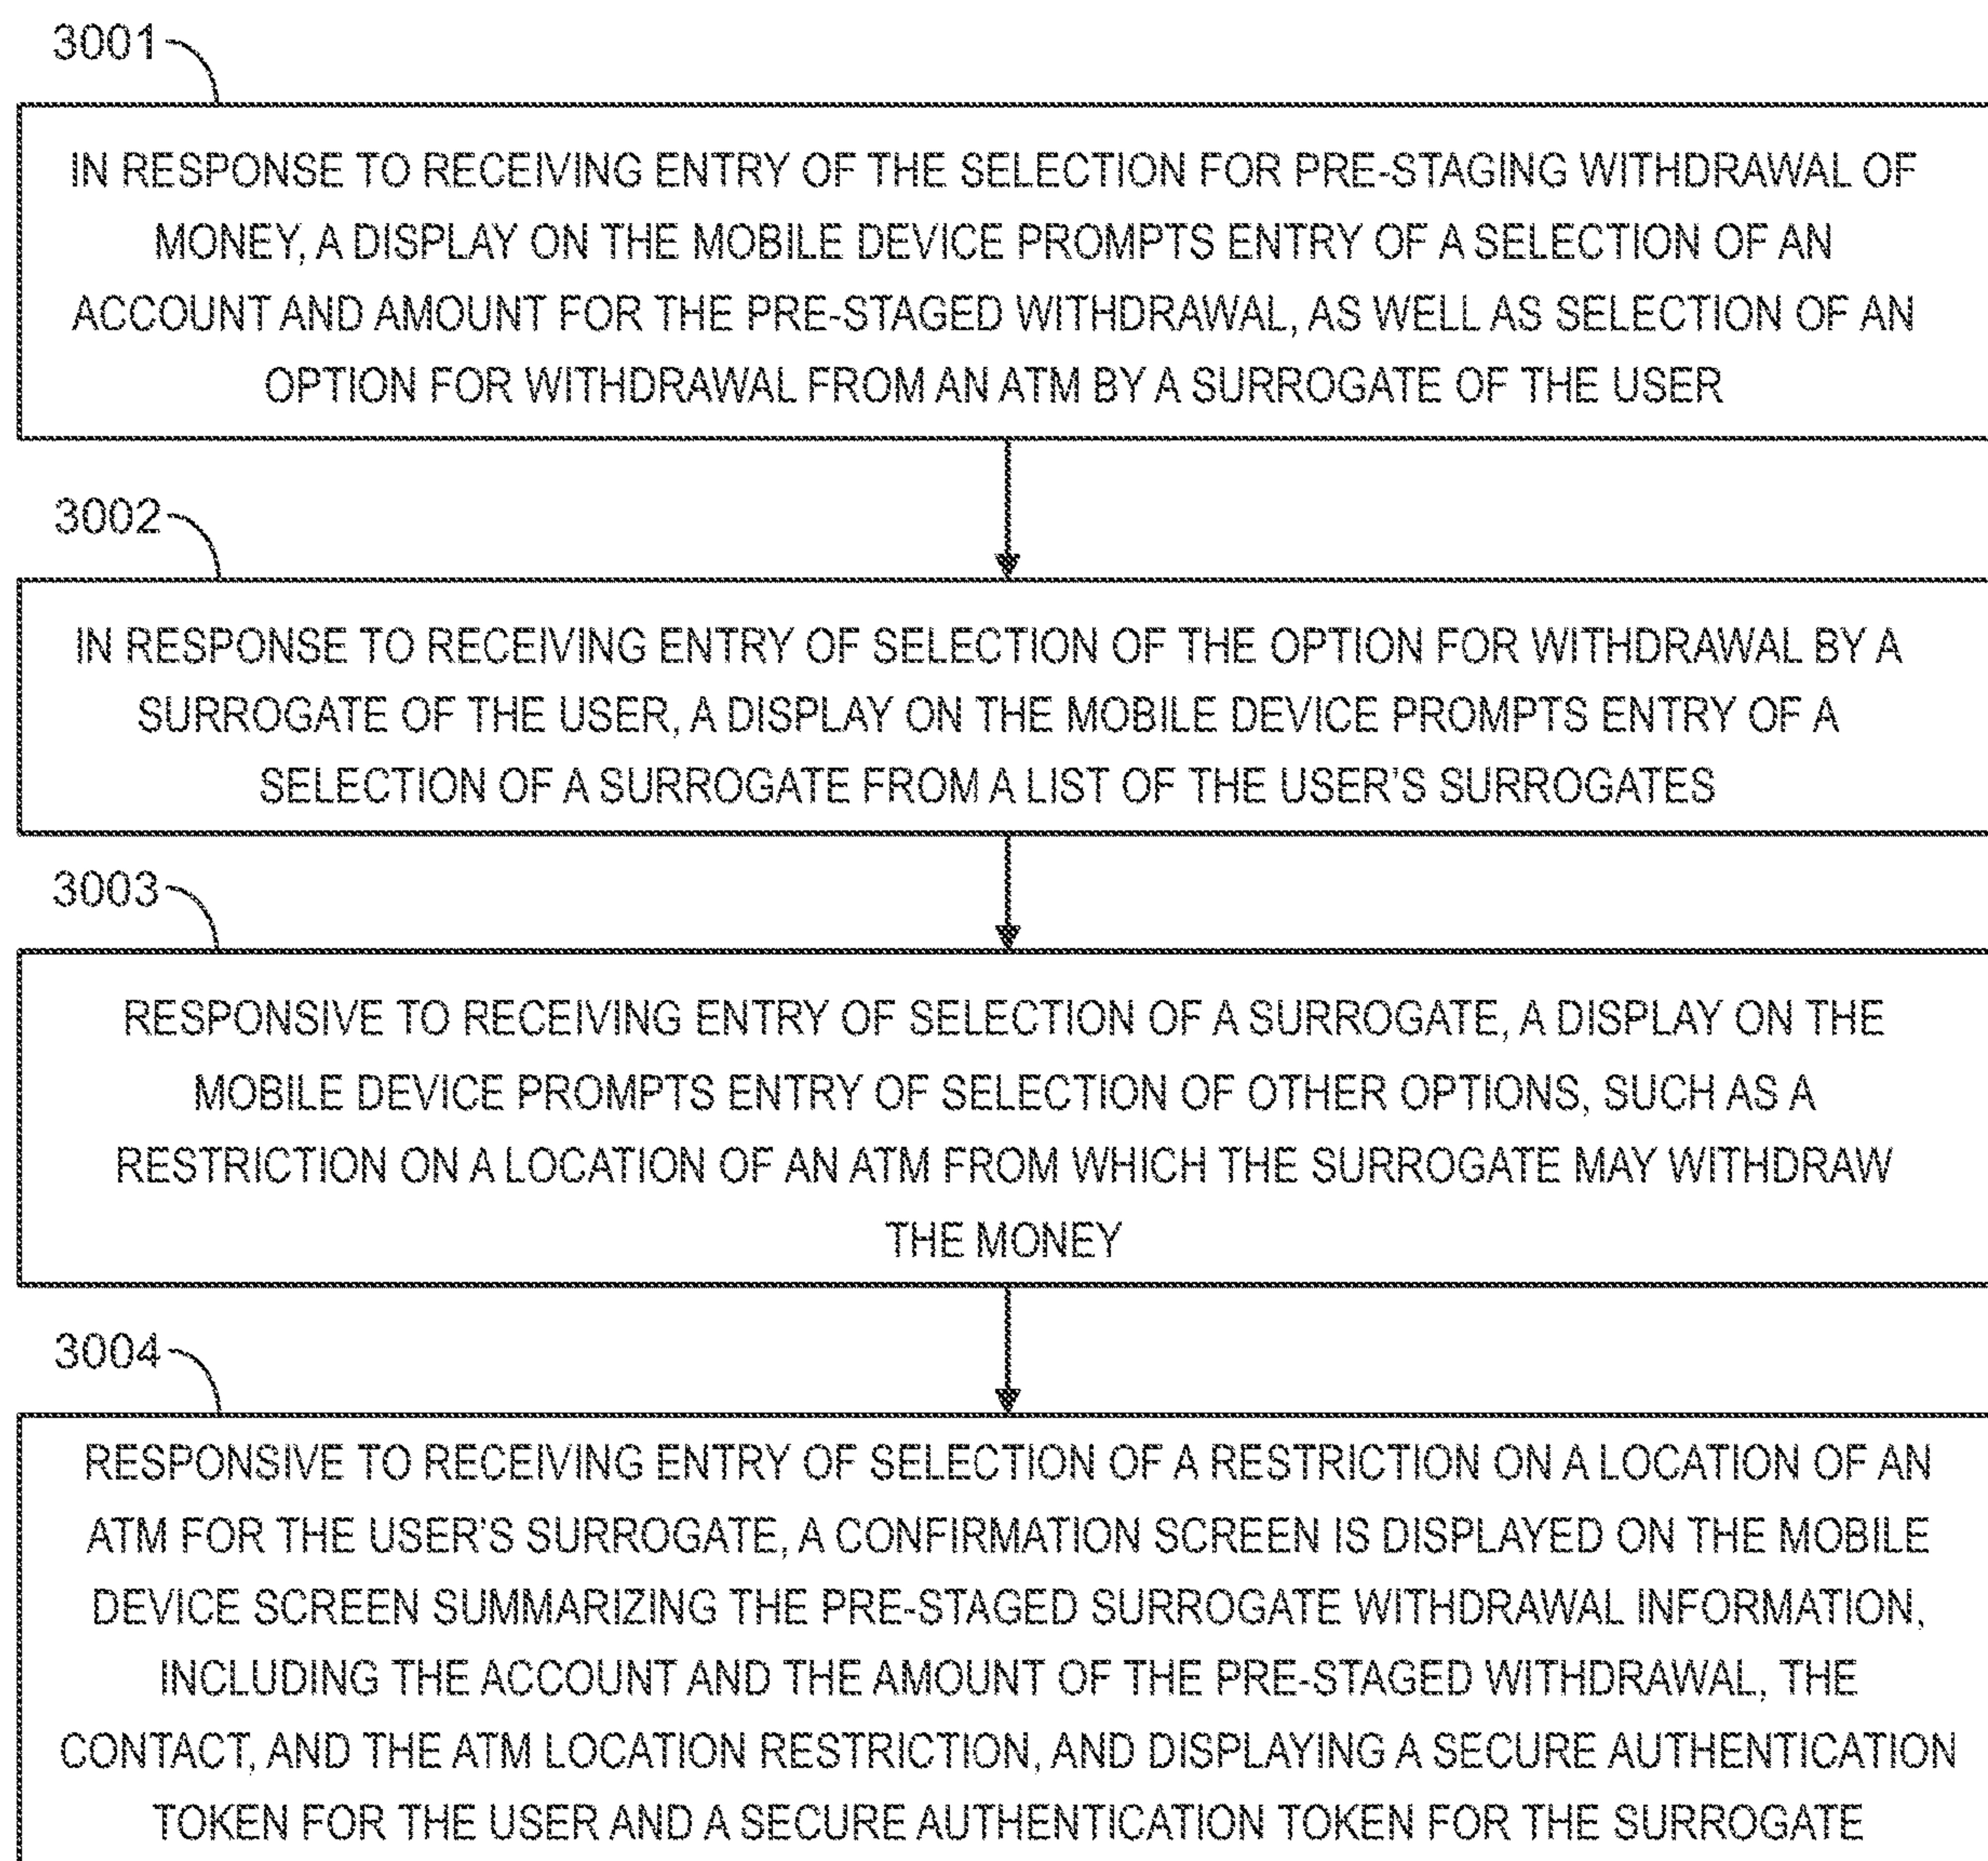 3001
IN RESPONSE TO RECEIVING ENTRY OF THE SELECTION FOR PRE-STAGING WITHDRAWAL OF
MONEY, A DISPLAY ON THE MOBILE DEVICE PROMPTS ENTRY OF A SELECTION OF AN
ACCOUNT AND AMOUNT FOR THE PRE-STAGED WITHDRAWAL, AS WELL AS SELECTION OF AN
OPTION FOR WITHDRAWAL FROM AN ATM BY A SURROGATE OF THE USER
3002
IN RESPONSE TO RECEIVING ENTRY OF SELECTION OF THE OPTION FOR WITHDRAWAL BY A
SURROGATE OF THE USER, A DISPLAY ON THE MOBILE DEVICE PROMPTS ENTRY OF A
SELECTION OF A SURROGATE FROM A LIST OF THE USER'S SURROGATES
3003
RESPONSIVE TO RECEIVING ENTRY OF SELECTION OF A SURROGATE, A DISPLAY ON THE
MOBILE DEVICE PROMPTS ENTRY OF SELECTION OF OTHER OPTIONS, SUCH AS A
RESTRICTION ON A LOCATION OF AN ATM FROM WHICH THE SURROGATE MAY WITHDRAW
THE MONEY
3004
RESPONSIVE TO RECEIVING ENTRY OF SELECTION OF A RESTRICTION ON A LOCATION OF AN
ATM FOR THE USER'S SURROGATE, A CONFIRMATION SCREEN IS DISPLAYED ON THE MOBILE
DEVICE SCREEN SUMMARIZING THE PRE-STAGED SURROGATE WITHDRAWAL INFORMATION,
INCLUDING THE ACCOUNT AND THE AMOUNT OF THE PRE-STAGED WITHDRAWAL, THE
CONTACT, AND THE ATM LOCATION RESTRICTION, AND DISPLAYING A SECURE AUTHENTICATION
TOKEN FOR THE USER AND A SECURE AUTHENTICATION TOKEN FOR THE SURROGATE